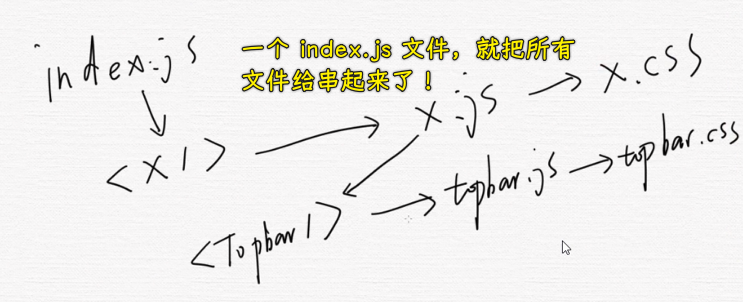 index.js
一个 index.js 文件，就把所有
文件给串起来了！
x.js
x.css
<X / >
<Topbar / >
topbar.js
topbar.css